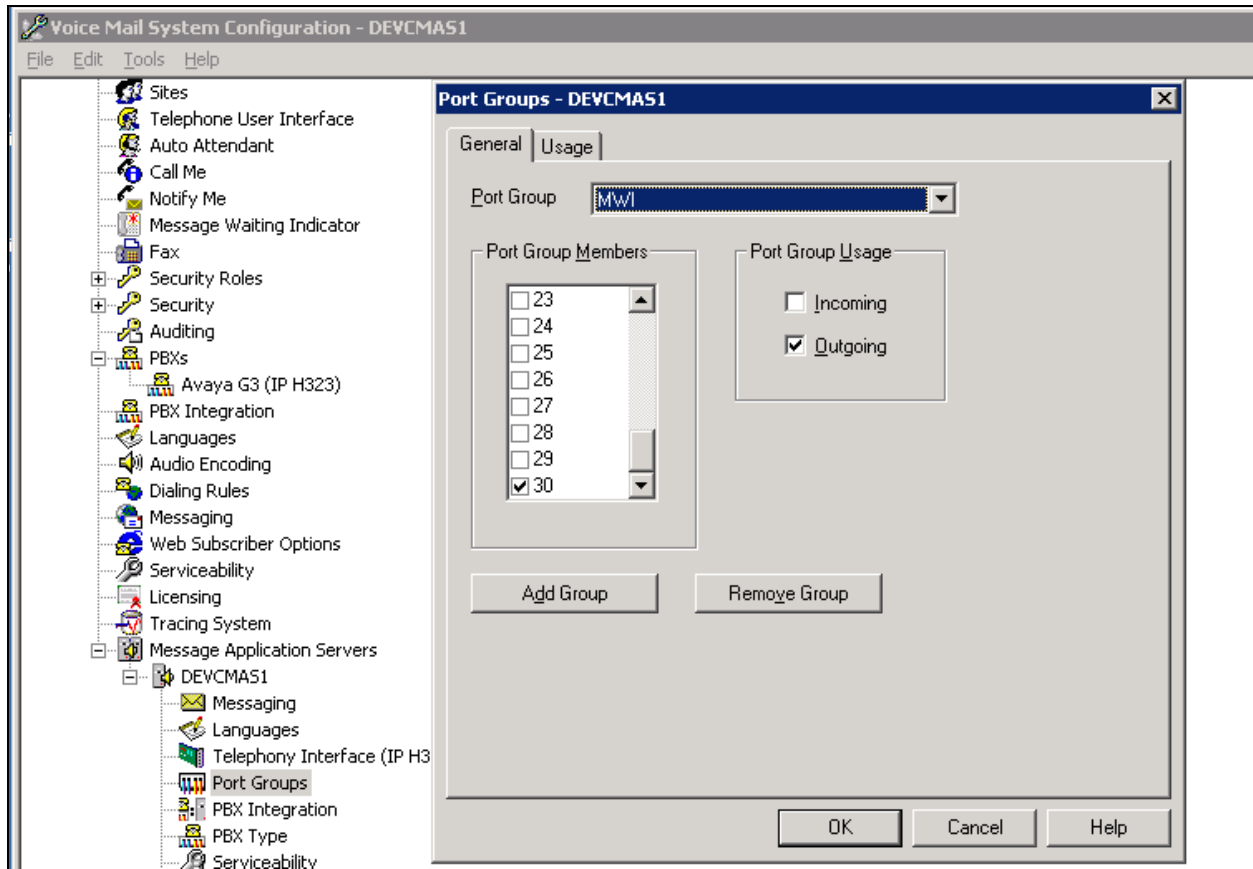 Voice Mail System Configuration - DEVCMAS1
File Edit Tools Help
Sites
Telephone User Interface
Auto Attendant
Call Me
Notify Me
Message Waiting Indicator
Fax
Security Roles
Security
Auditing
PBXs
Avaya G3 (IP H323)
PBX Integration
Languages
Audio Encoding
Dialing Rules
Messaging
Web Subscriber Options
Serviceability
Licensing
Tracing System
Message Application Servers
DEVCMAS1
Messaging
Languages
Telephony Interface (IP H3
Port Groups
PBX Integration
PBX Type
Serviceability
Port Groups - DEVCMAS1
General Usage
Port Group MWI
Port Group Members
23
24
25
26
27
28
29
30
Port Group Usage
Incoming
Outgoing
Add Group Remove Group
OK Cancel Help